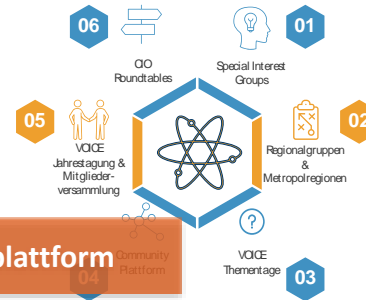 06
01
CIO
Roundtables
Special Interest
Groups
05
02
VOICE
Jahrestagung &
Mitglieder-
versammlung
Regionalgruppen
&
Metropolregionen
plattform
Community
Plattform
04
?
VOICE
Thementage
03